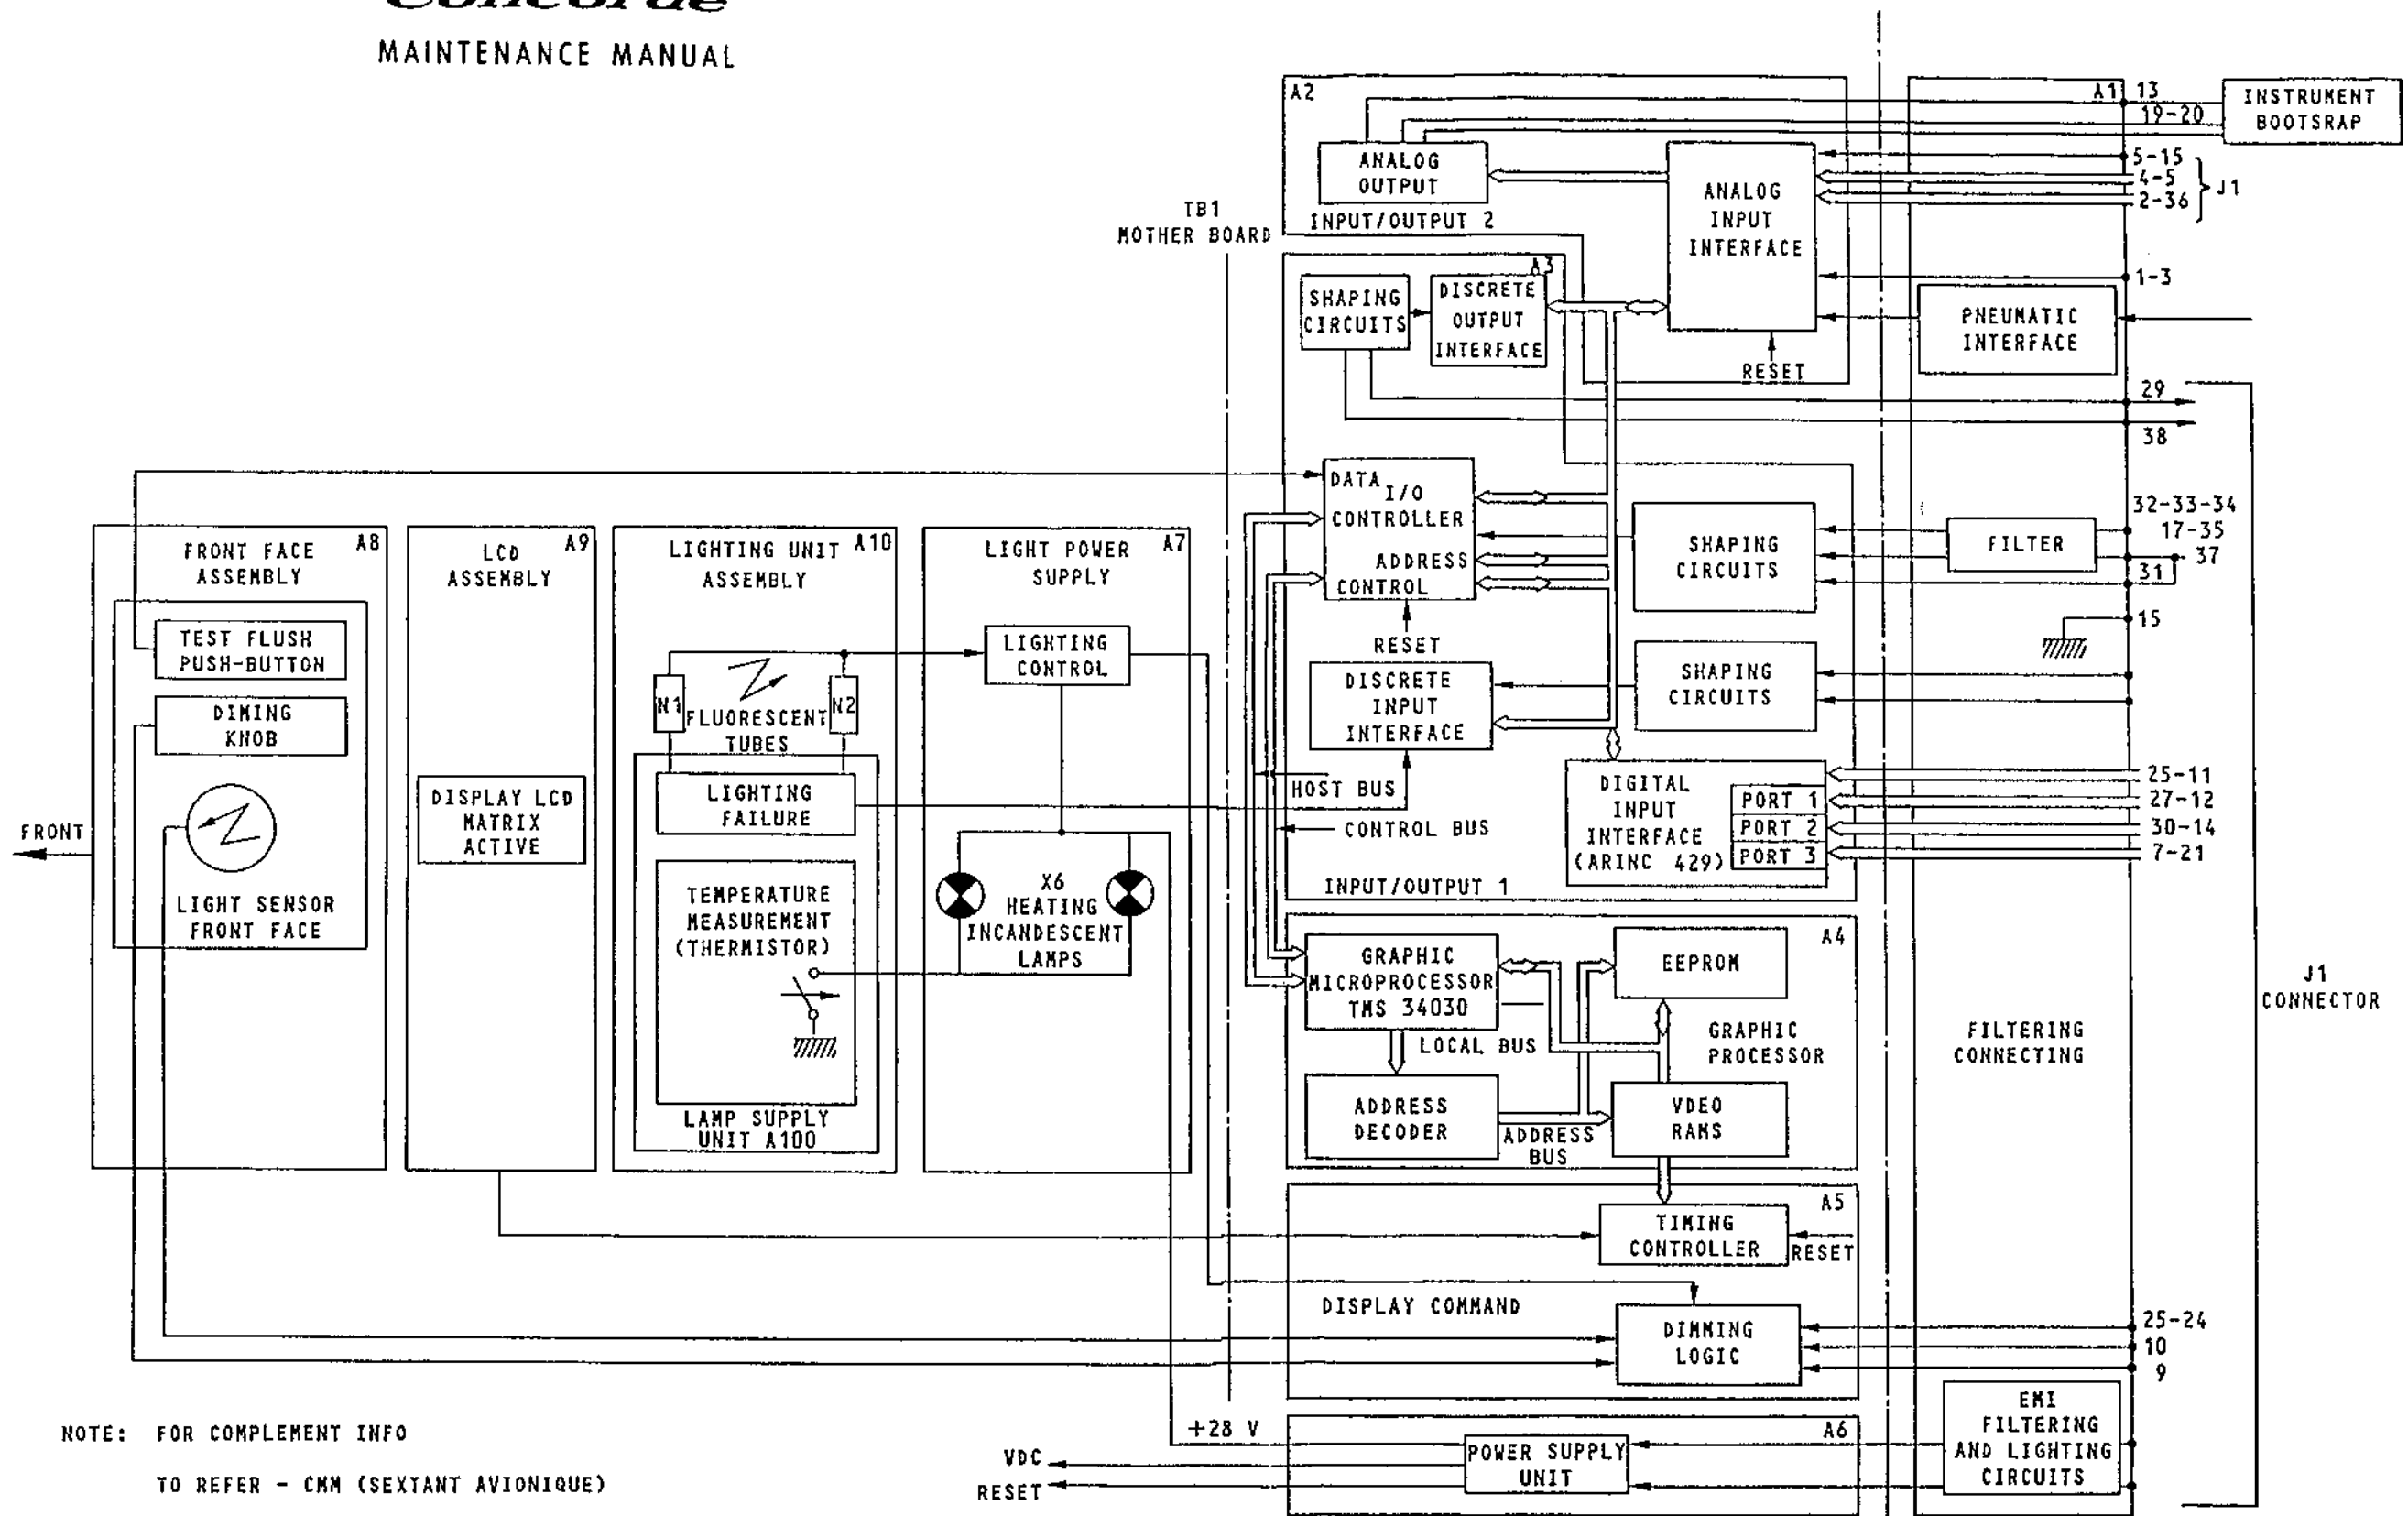 Concorde
MAINTENANCE MANUAL
A2
A1
13
19-20
INSTRUMENT
BOOTSRAP
ANALOG
OUTPUT
INPUT/OUTPUT 2
ANALOG
INPUT
INTERFACE
5-15
4-5
2-36
J1
TB1
MOTHER BOARD
1-3
A3
SHAPING
CIRCUITS
DISCRETE
OUTPUT
INTERFACE
RESET
PNEUMATIC
INTERFACE
29
38
DATA
I/O
CONTROLLER
ADDRESS
CONTROL
RESET
SHAPING
CIRCUITS
FILTER
32-33-34
17-35
37
31
15
FRONT FACE
ASSEMBLY
A8
LCD
ASSEMBLY
A9
LIGHTING UNIT
ASSEMBLY
A10
LIGHT POWER
SUPPLY
A7
TEST FLUSH
PUSH-BUTTON
DIMING
KNOB
LIGHT SENSOR
FRONT FACE
FRONT
DISPLAY LCD
MATRIX
ACTIVE
N1
FLUORESCENT
TUBES
N2
LIGHTING
FAILURE
TEMPERATURE
MEASUREMENT
(THERMISTOR)
LAMP SUPPLY
UNIT A100
LIGHTING
CONTROL
X6
HEATING
INCANDESCENT
LAMPS
DISCRETE
INPUT
INTERFACE
SHAPING
CIRCUITS
HOST BUS
CONTROL BUS
DIGITAL
INPUT
INTERFACE
(ARINC 429)
PORT 1
PORT 2
PORT 3
25-11
27-12
30-14
7-21
INPUT/OUTPUT 1
GRAPHIC
MICROPROCESSOR
TMS 34030
EEPROM
A4
LOCAL BUS
GRAPHIC
PROCESSOR
ADDRESS
DECODER
ADDRESS
BUS
VDEO
RAMS
FILTERING
CONNECTING
J1
CONNECTOR
A5
TIMING
CONTROLLER
RESET
DISPLAY COMMAND
DIMMING
LOGIC
25-24
10
9
+28 V
VDC
RESET
POWER SUPPLY
UNIT
A6
EMI
FILTERING
AND LIGHTING
CIRCUITS
NOTE: FOR COMPLEMENT INFO
TO REFER - CMM (SEXTANT AVIONIQUE)